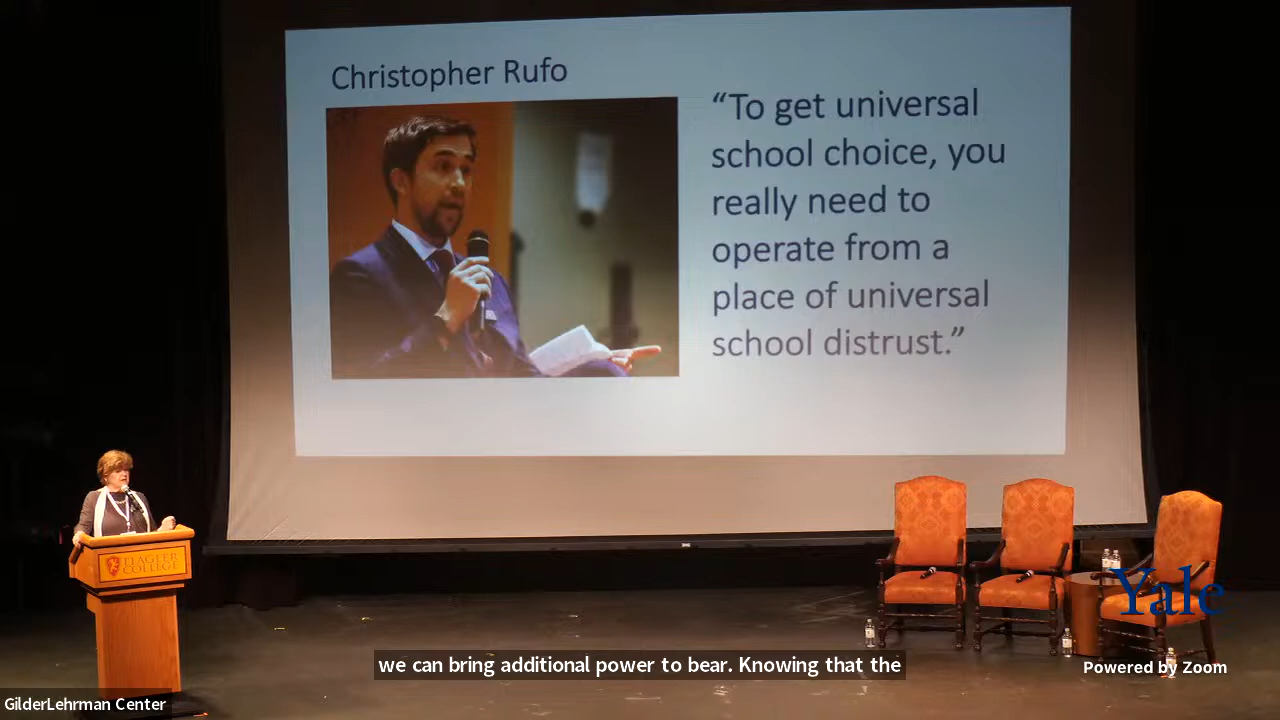 Christopher Rufo
“To get universal
school choice, you
really need to
operate from a
place of universal
school distrust.”
FLAGLER
COLLEGE
Yale
we can bring additional power to bear. Knowing that the
Powered by Zoom
GilderLehrman Center